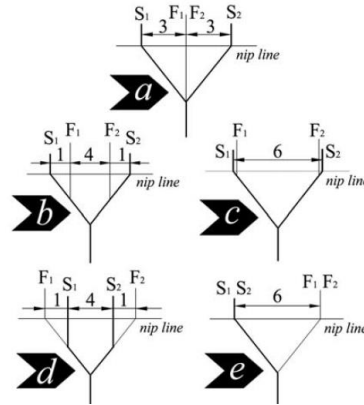 S₁ F₁ F₂ S₂
3 3
nip line
a
S₁ F₁ F₂ S₂
1 4 1
nip line
b
F₁ F₂
S₁ 6 S₂
nip line
c
F₁ S₁ S₂ F₂
1 4 1
nip line
d
S₁ S₂ F₁ F₂
6
nip line
e